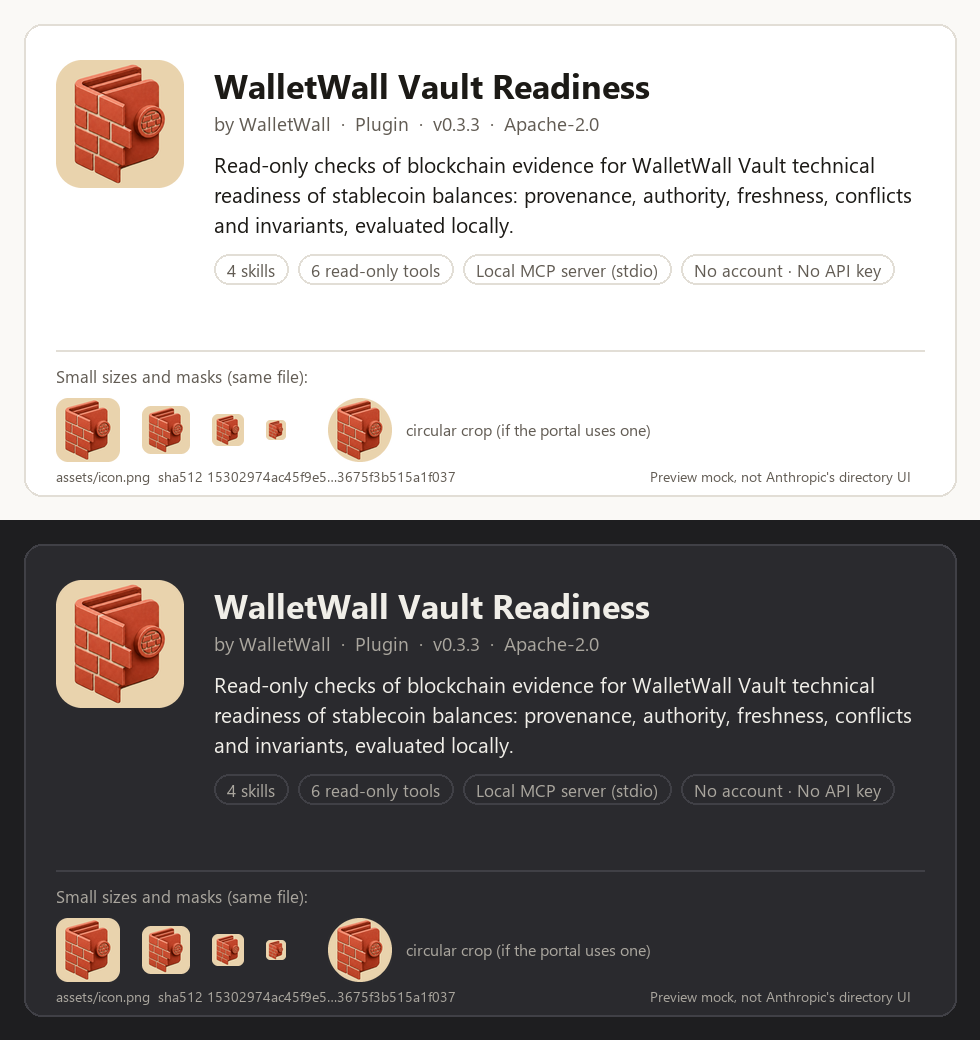 WalletWall Vault Readiness
by WalletWall · Plugin · v0.3.3 · Apache-2.0
Read-only checks of blockchain evidence for WalletWall Vault technical
readiness of stablecoin balances: provenance, authority, freshness, conflicts
and invariants, evaluated locally.
4 skills 6 read-only tools Local MCP server (stdio) No account · No API key
Small sizes and masks (same file):
circular crop (if the portal uses one)
assets/icon.png sha512 15302974ac45f9e5...3675f3b515a1f037 Preview mock, not Anthropic's directory UI
WalletWall Vault Readiness
by WalletWall · Plugin · v0.3.3 · Apache-2.0
Read-only checks of blockchain evidence for WalletWall Vault technical
readiness of stablecoin balances: provenance, authority, freshness, conflicts
and invariants, evaluated locally.
4 skills 6 read-only tools Local MCP server (stdio) No account · No API key
Small sizes and masks (same file):
circular crop (if the portal uses one)
assets/icon.png sha512 15302974ac45f9e5...3675f3b515a1f037 Preview mock, not Anthropic's directory UI